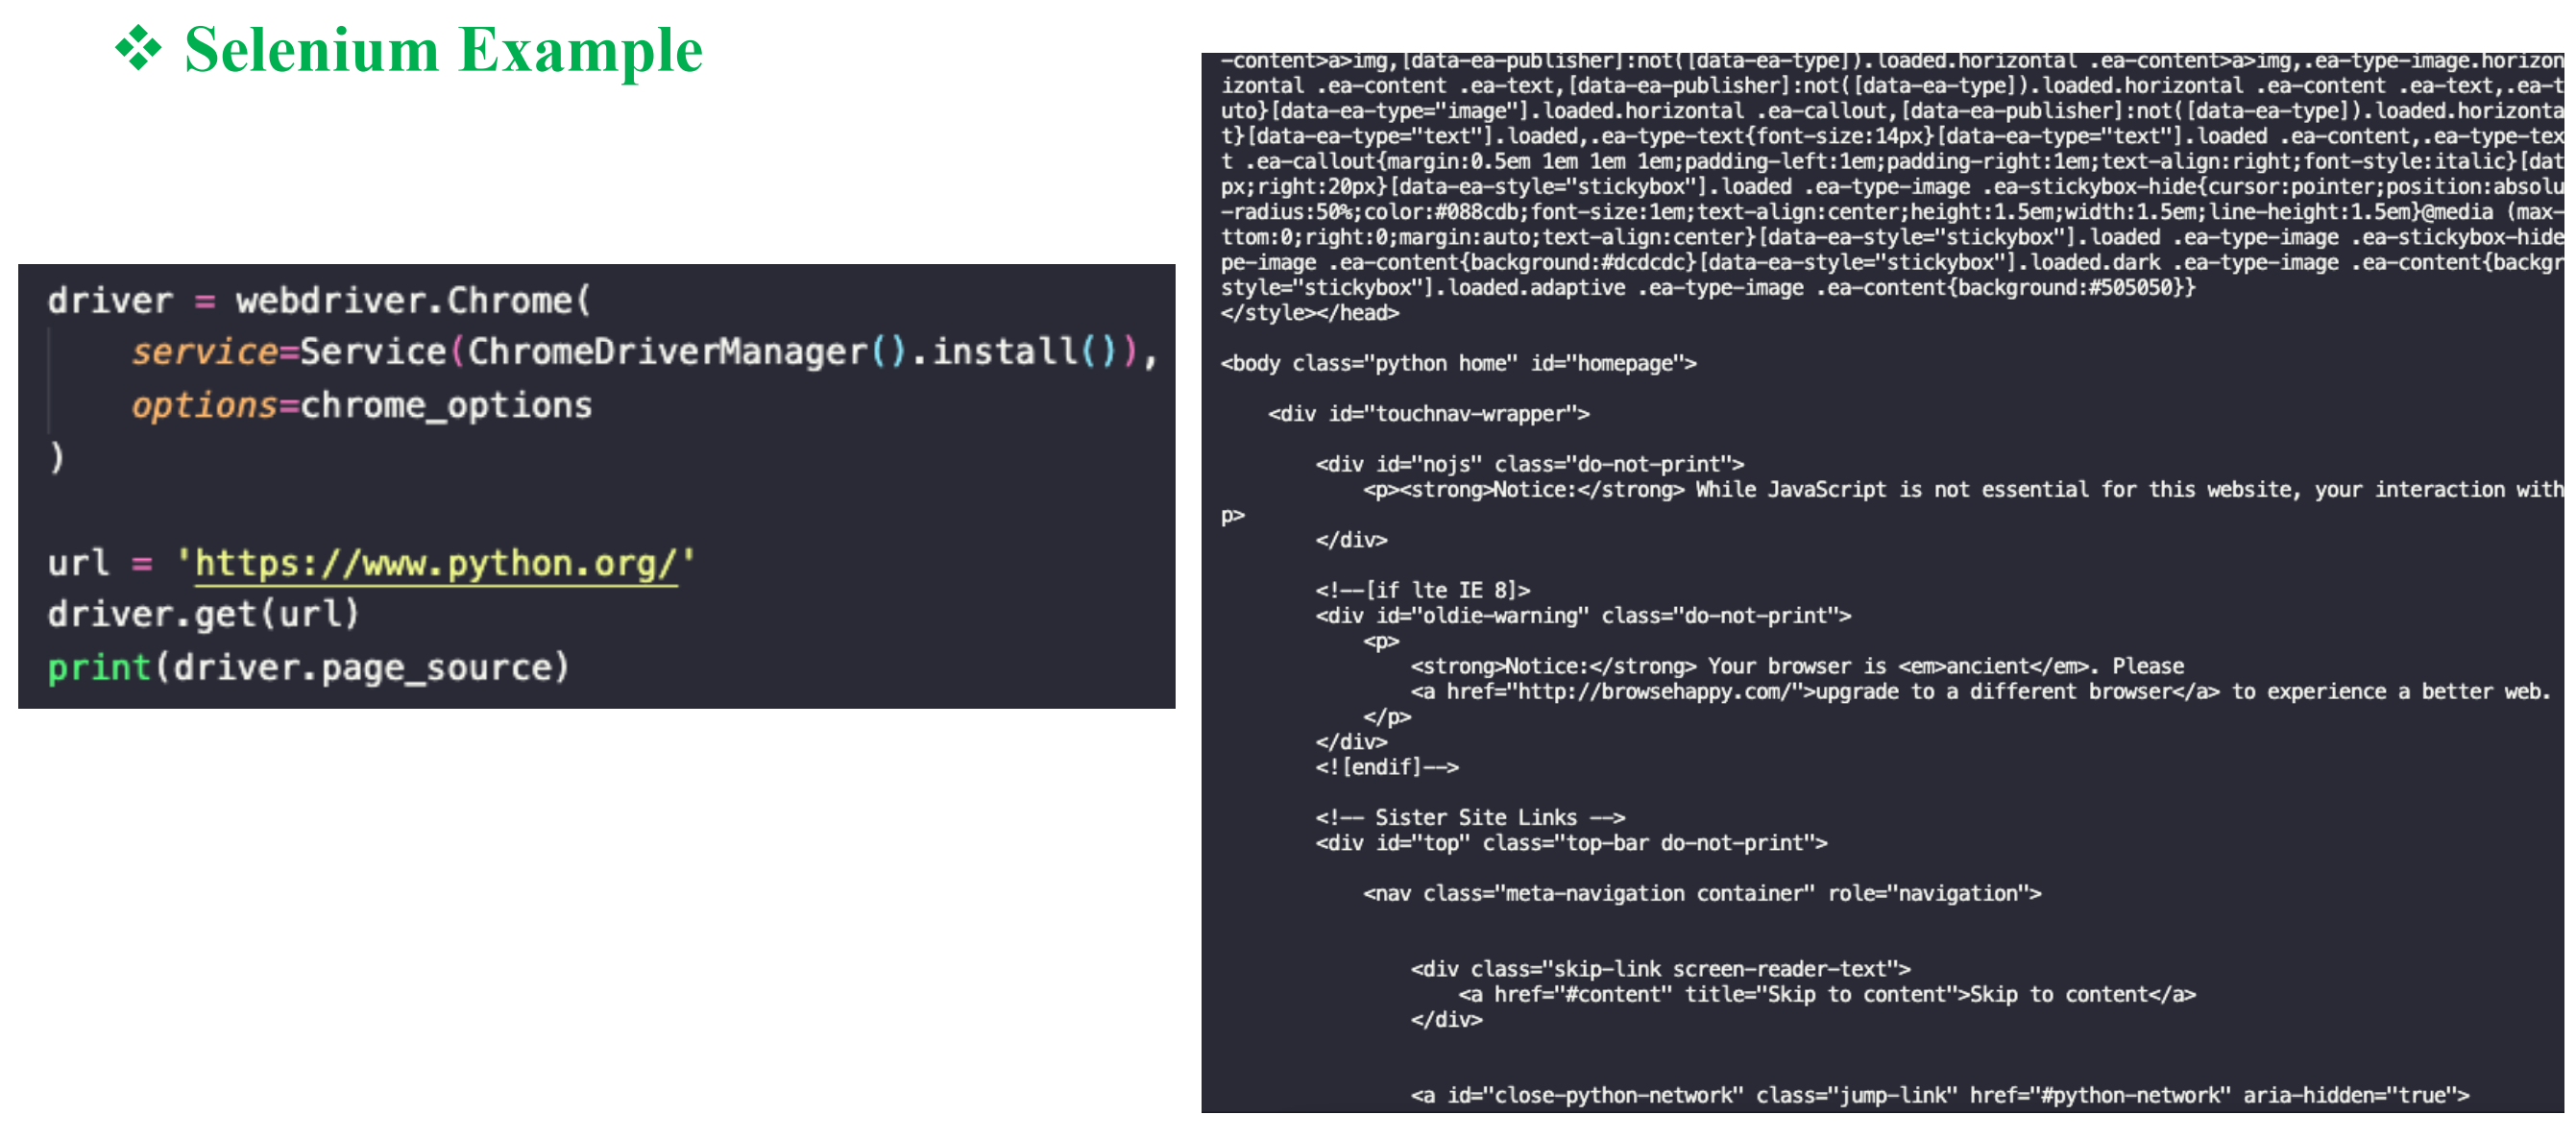 ❖ Selenium Example
driver = webdriver.Chrome(
    service=Service(ChromeDriverManager().install()),
    options=chrome_options
)
url = 'https://www.python.org/'
driver.get(url)
print(driver.page_source)
-content>a>img,[data-ea-publisher]:not([data-ea-type]).loaded.horizontal .ea-content>a>img,.ea-type-image.horizon
izontal .ea-content .ea-text,[data-ea-publisher]:not([data-ea-type]).loaded.horizontal .ea-content .ea-text,.ea-t
uto}[data-ea-type="image"].loaded.horizontal .ea-callout,[data-ea-publisher]:not([data-ea-type]).loaded.horizonta
t}[data-ea-type="text"].loaded,.ea-type-text{font-size:14px}[data-ea-type="text"].loaded .ea-content,.ea-type-tex
t .ea-callout{margin:0.5em 1em 1em 1em;padding-left:1em;padding-right:1em;text-align:right;font-style:italic}[dat
px;right:20px}[data-ea-style="stickybox"].loaded .ea-type-image .ea-stickybox-hide{cursor:pointer;position:absolu
-radius:50%;color:#088cdb;font-size:1em;text-align:center;height:1.5em;width:1.5em;line-height:1.5em}@media (max-
ttom:0;right:0;margin:auto;text-align:center}[data-ea-style="stickybox"].loaded .ea-type-image .ea-stickybox-hide
pe-image .ea-content{background:#dcdcdc}[data-ea-style="stickybox"].loaded.dark .ea-type-image .ea-content{backgr
style="stickybox"].loaded.adaptive .ea-type-image .ea-content{background:#505050}}
</style></head>
<body class="python home" id="homepage">
    <div id="touchnav-wrapper">
        <div id="nojs" class="do-not-print">
            <p><strong>Notice:</strong> While JavaScript is not essential for this website, your interaction with
p>
        </div>
        <!--[if lte IE 8]>
        <div id="oldie-warning" class="do-not-print">
            <p>
                <strong>Notice:</strong> Your browser is <em>ancient</em>. Please
                <a href="http://browsehappy.com/">upgrade to a different browser</a> to experience a better web.
            </p>
        </div>
        <![endif]-->
        <!-- Sister Site Links -->
        <div id="top" class="top-bar do-not-print">
            <nav class="meta-navigation container" role="navigation">
                <div class="skip-link screen-reader-text">
                    <a href="#content" title="Skip to content">Skip to content</a>
                </div>
                <a id="close-python-network" class="jump-link" href="#python-network" aria-hidden="true">